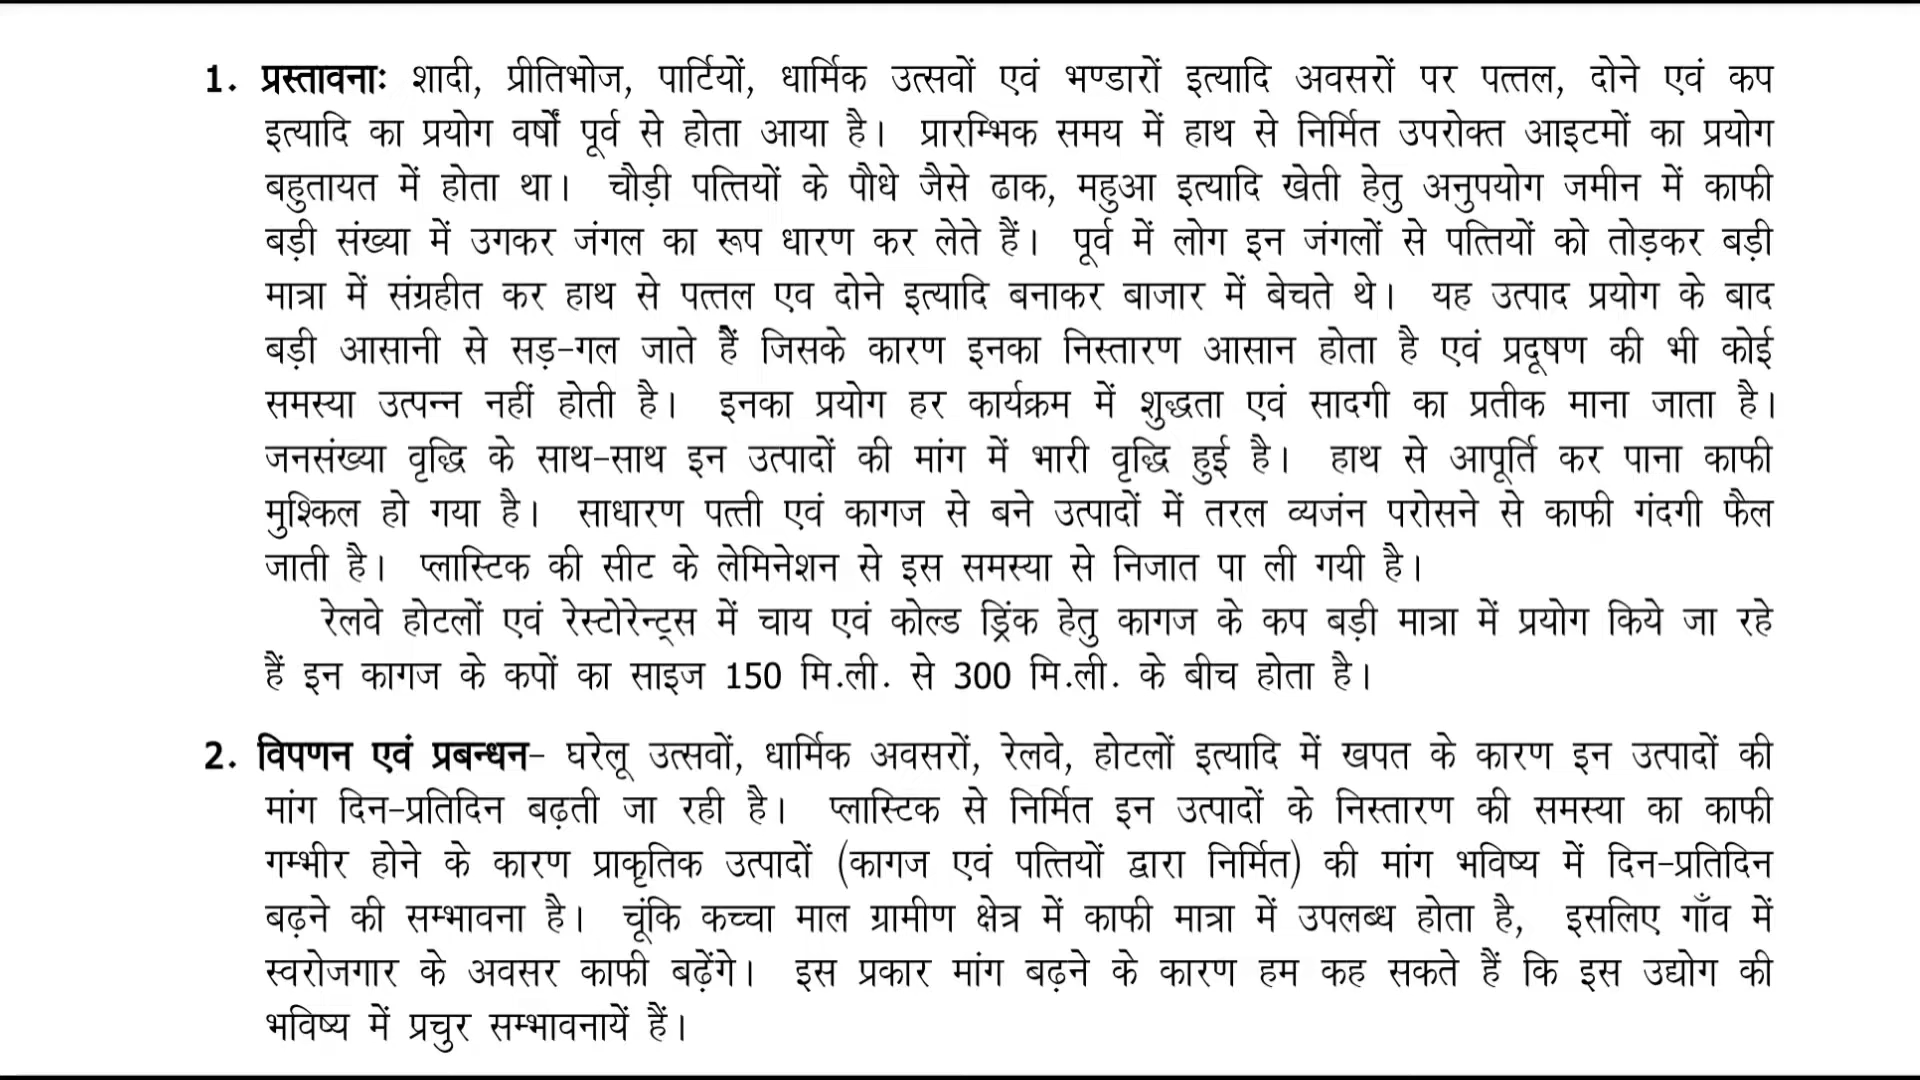 1. प्रस्तावनाः शादी, प्रीतिभोज, पार्टियों, धार्मिक उत्सवों एवं भण्डारों इत्यादि अवसरों पर पत्तल, दोने एवं कप
इत्यादि का प्रयोग वर्षों पूर्व से होता आया है। प्रारम्भिक समय में हाथ से निर्मित उपरोक्त आइटमों का प्रयोग
बहुतायत में होता था। चौड़ी पत्तियों के पौधे जैसे ढाक, महुआ इत्यादि खेती हेतु अनुपयोग जमीन में काफी
बड़ी संख्या में उगकर जंगल का रूप धारण कर लेते हैं। पूर्व में लोग इन जंगलों से पत्तियों को तोड़कर बड़ी
मात्रा में संग्रहीत कर हाथ से पत्तल एव दोने इत्यादि बनाकर बाजार में बेचते थे। यह उत्पाद प्रयोग के बाद
बड़ी आसानी से सड़-गल जाते हैं जिसके कारण इनका निस्तारण आसान होता है एवं प्रदूषण की भी कोई
समस्या उत्पन्न नहीं होती है। इनका प्रयोग हर कार्यक्रम में शुद्धता एवं सादगी का प्रतीक माना जाता है।
जनसंख्या वृद्धि के साथ-साथ इन उत्पादों की मांग में भारी वृद्धि हुई है। हाथ से आपूर्ति कर पाना काफी
मुश्किल हो गया है। साधारण पत्ती एवं कागज से बने उत्पादों में तरल व्यजंन परोसने से काफी गंदगी फैल
जाती है। प्लास्टिक की सीट के लेमिनेशन से इस समस्या से निजात पा ली गयी है।
रेलवे होटलों एवं रेस्टोरेन्ट्स में चाय एवं कोल्ड ड्रिंक हेतु कागज के कप बड़ी मात्रा में प्रयोग किये जा रहे
हैं इन कागज के कपों का साइज 150 मि.ली. से 300 मि.ली. के बीच होता है।
2. विपणन एवं प्रबन्धन- घरेलू उत्सवों, धार्मिक अवसरों, रेलवे, होटलों इत्यादि में खपत के कारण इन उत्पादों की
मांग दिन-प्रतिदिन बढ़ती जा रही है। प्लास्टिक से निर्मित इन उत्पादों के निस्तारण की समस्या का काफी
गम्भीर होने के कारण प्राकृतिक उत्पादों (कागज एवं पत्तियों द्वारा निर्मित) की मांग भविष्य में दिन-प्रतिदिन
बढ़ने की सम्भावना है। चूंकि कच्चा माल ग्रामीण क्षेत्र में काफी मात्रा में उपलब्ध होता है, इसलिए गाँव में
स्वरोजगार के अवसर काफी बढ़ेंगे। इस प्रकार मांग बढ़ने के कारण हम कह सकते हैं कि इस उद्योग की
भविष्य में प्रचुर सम्भावनायें हैं।